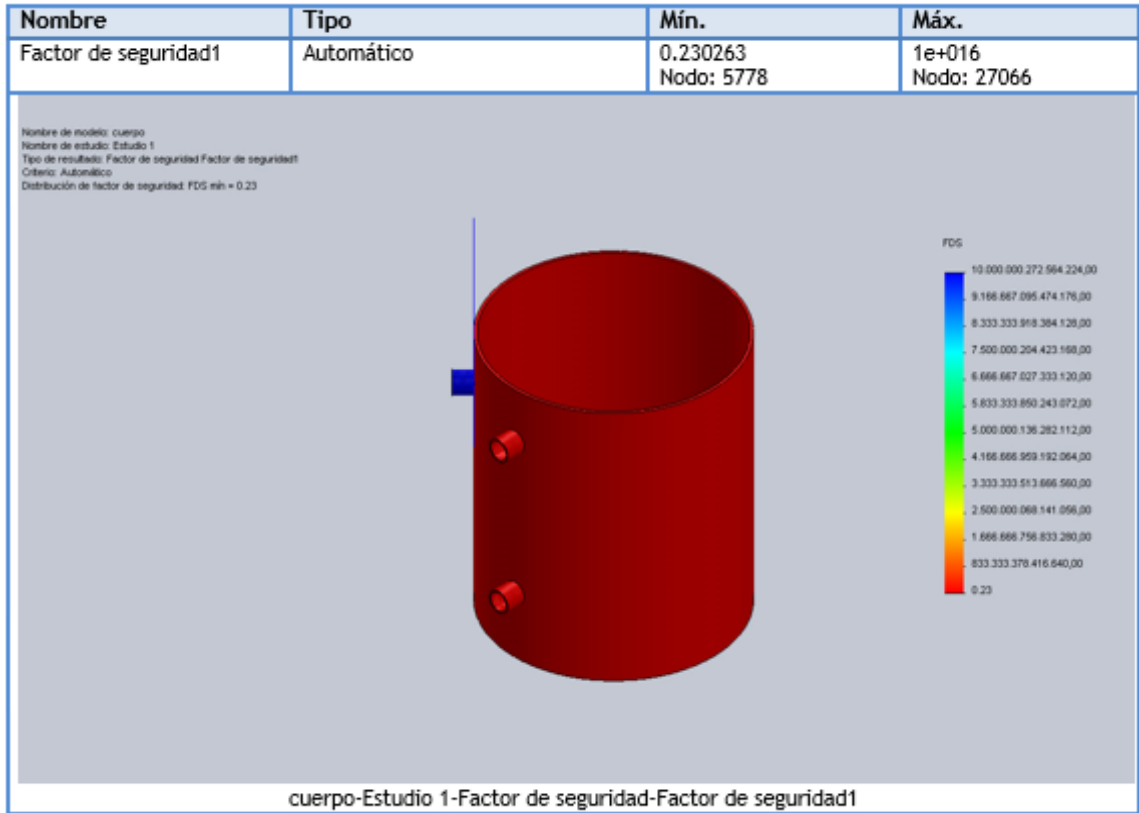 Nombre Tipo Mín. Máx.
Factor de seguridad1 Automático 0.230263 1e+016
Nodo: 5778 Nodo: 27066
Nombre de modelo: cuerpo
Nombre de estudio: Estudio 1
Tipo de resultado: Factor de seguridad Factor de seguridad1
Criterio: Automático
Distribución de factor de seguridad: FDS mín = 0.23
FDS
10.000.000.272.564.224,00
9.166.667.095.474.176,00
8.333.333.918.384.128,00
7.500.000.204.423.168,00
6.666.667.027.333.120,00
5.833.333.850.243.072,00
5.000.000.136.282.112,00
4.166.666.959.192.064,00
3.333.333.513.666.560,00
2.500.000.068.141.056,00
1.666.666.756.833.280,00
833.333.378.416.640,00
0.23
cuerpo-Estudio 1-Factor de seguridad-Factor de seguridad1